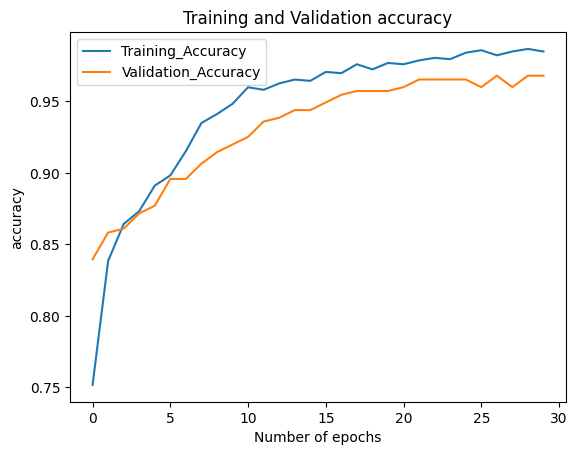 Training and Validation accuracy
Training_Accuracy
Validation_Accuracy
accuracy
0.95
0.90
0.85
0.80
0.75
0 5 10 15 20 25 30
Number of epochs